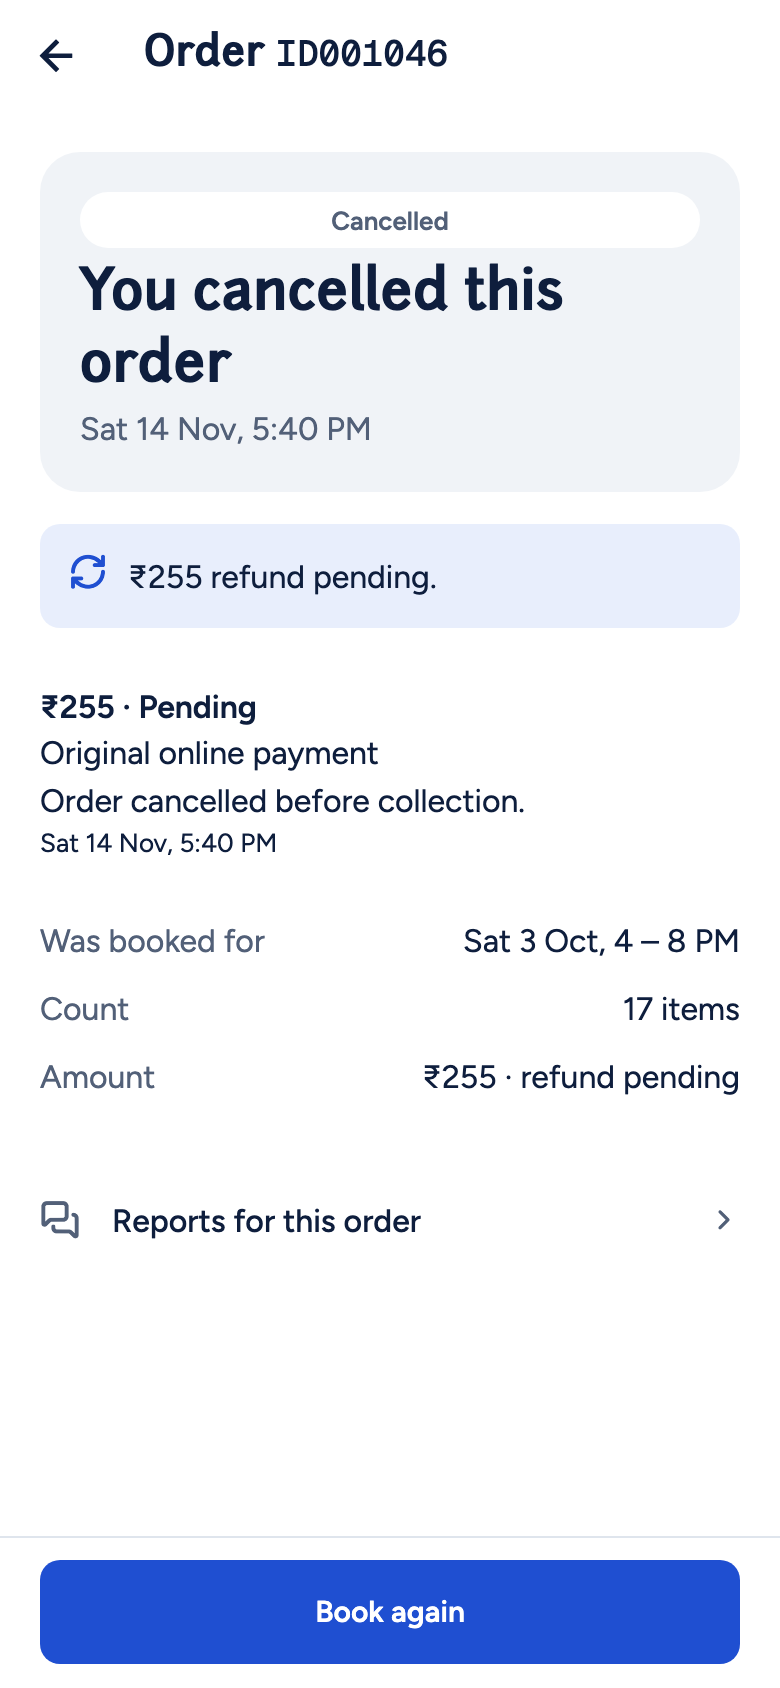 Order ID001046
Cancelled
You cancelled this
order
Sat 14 Nov, 5:40 PM
₹255 refund pending.
₹255 · Pending
Original online payment
Order cancelled before collection.
Sat 14 Nov, 5:40 PM
Was booked for Sat 3 Oct, 4 – 8 PM
Count 17 items
Amount ₹255 · refund pending
Reports for this order
Book again